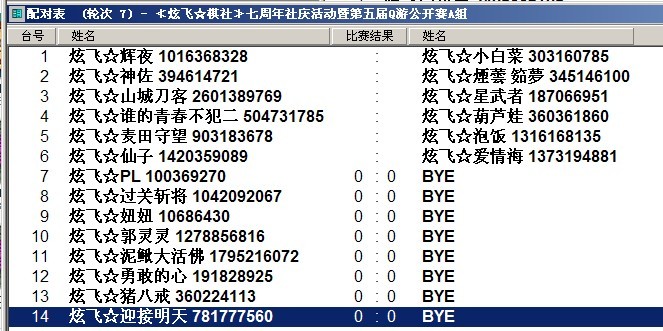 配对表 (轮次 7) - ≮炫飞☆棋社≯七周年社庆活动暨第五届Q游公开赛A组
台号 姓名 比赛结果 姓名
1 炫飞☆辉夜 1016368328 : 炫飞☆小白菜 303160785
2 炫飞☆神佐 394614721 : 炫飞☆煙蕓 筎夢 345146100
3 炫飞☆山城刀客 2601389769 : 炫飞☆星武者 187066951
4 炫飞☆谁的青春不犯二 504731785 : 炫飞☆葫芦娃 360361860
5 炫飞☆麦田守望 903183678 : 炫飞☆泡饭 1316168135
6 炫飞☆仙子 1420359089 : 炫飞☆爱情海 1373194881
7 炫飞☆PL 100369270 0 : 0 BYE
8 炫飞☆过关斩将 1042092067 0 : 0 BYE
9 炫飞☆妞妞 10686430 0 : 0 BYE
10 炫飞☆郭灵灵 1278856816 0 : 0 BYE
11 炫飞☆泥鳅大活佛 1795216072 0 : 0 BYE
12 炫飞☆勇敢的心 191828925 0 : 0 BYE
13 炫飞☆猪八戒 360224113 0 : 0 BYE
14 炫飞☆迎接明天 781777560 0 : 0 BYE